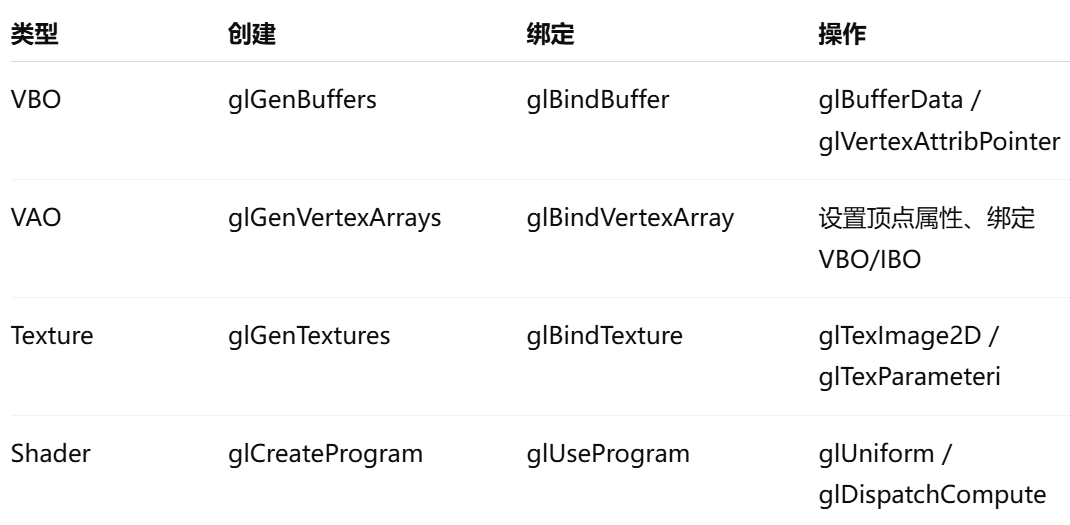 类型 创建 绑定 操作
VBO glGenBuffers glBindBuffer glBufferData /
glVertexAttribPointer
VAO glGenVertexArrays glBindVertexArray 设置顶点属性、绑定
VBO/IBO
Texture glGenTextures glBindTexture glTexImage2D /
glTexParameteri
Shader glCreateProgram glUseProgram glUniform /
glDispatchCompute